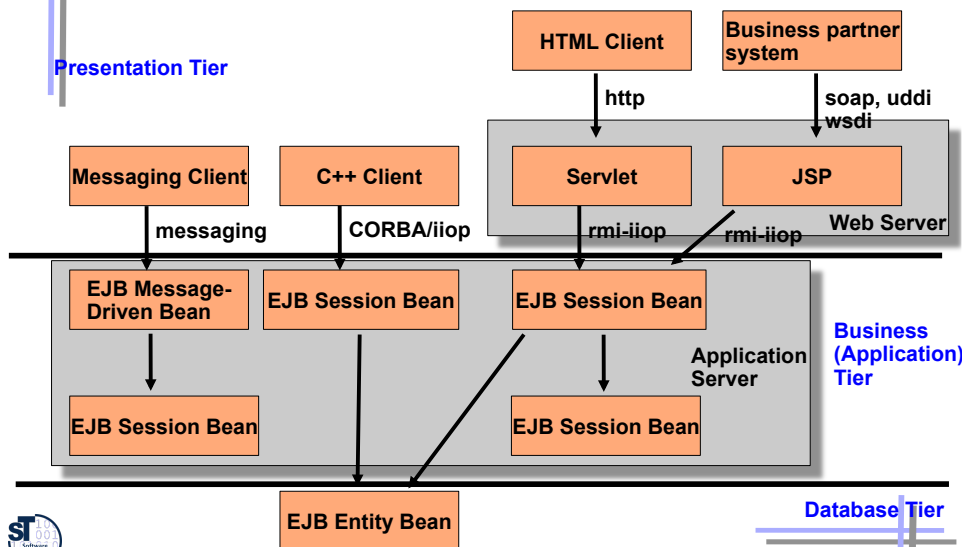 HTML Client
Business partner
system
Presentation Tier
http
soap, uddi
wsdi
Messaging Client
C++ Client
Servlet
JSP
messaging
CORBA/iiop
rmi-iiop
rmi-iiop
Web Server
EJB Message-
Driven Bean
EJB Session Bean
EJB Session Bean
Business
(Application)
Tier
Application
Server
EJB Session Bean
EJB Session Bean
Database Tier
EJB Entity Bean
ST
Software